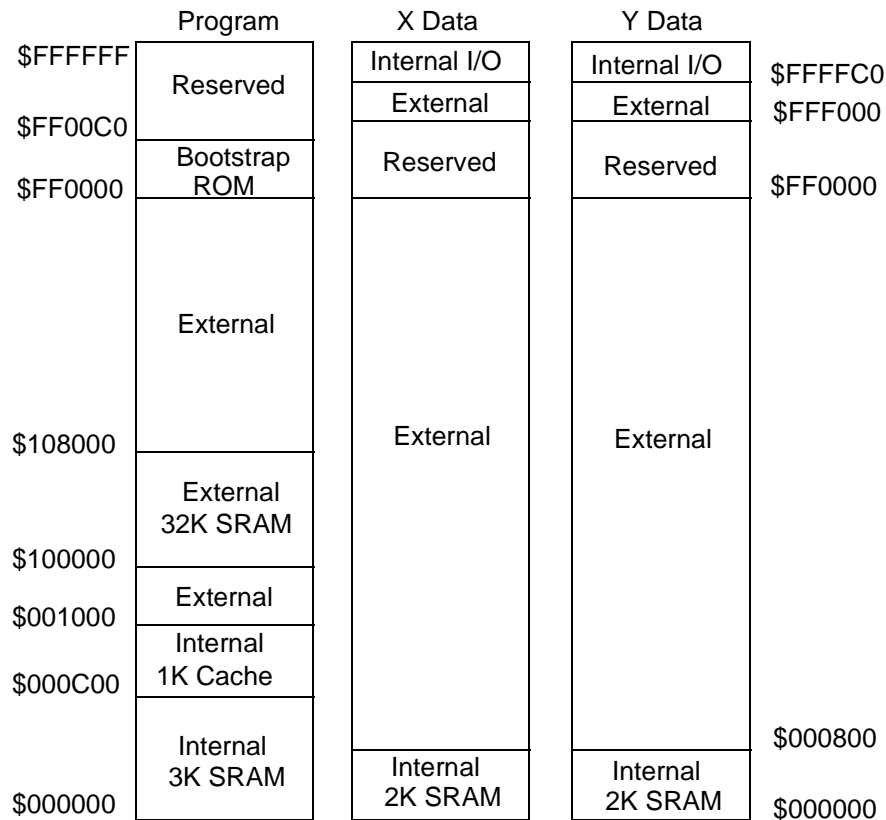 Program
X Data
Y Data
$FFFFFF
Reserved
$FF00C0
Bootstrap
ROM
$FF0000
External
$108000
External
32K SRAM
$100000
External
$001000
Internal
1K Cache
$000C00
Internal
3K SRAM
$000000
Internal I/O
External
Reserved
External
Internal
2K SRAM
Internal I/O
External
Reserved
External
Internal
2K SRAM
$FFFFC0
$FFF000
$FF0000
$000800
$000000